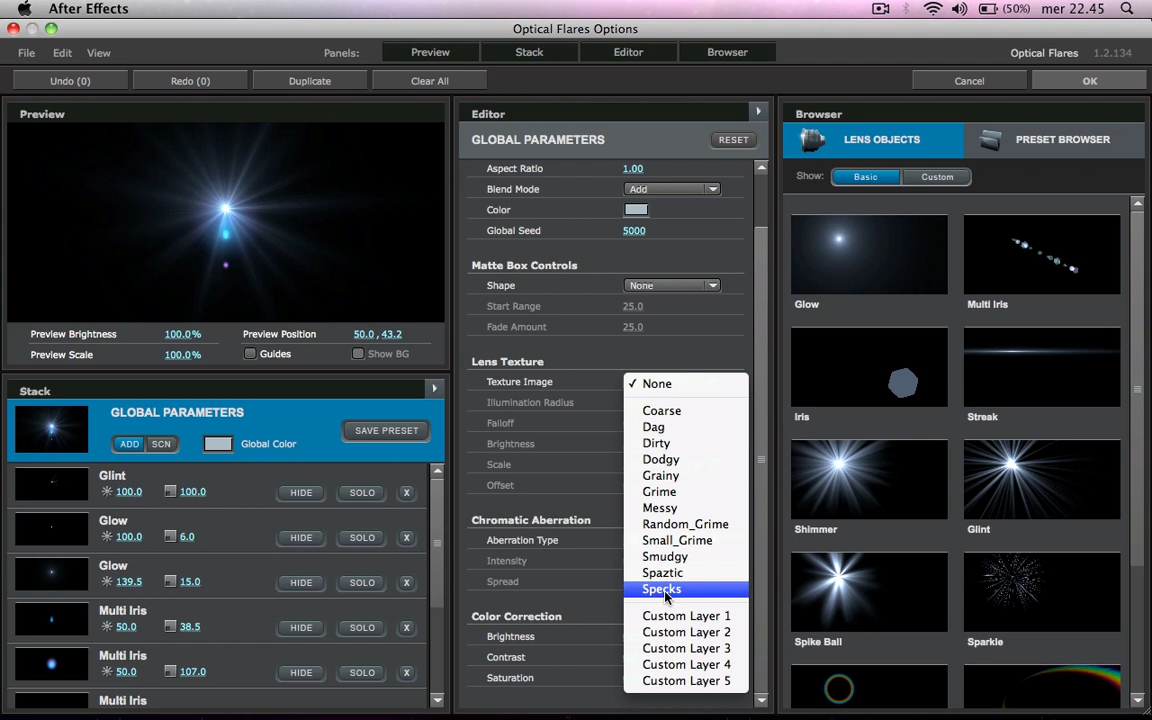 After Effects
(50%) mer 22.45
Optical Flares Options
File Edit View
Panels: Preview Stack Editor Browser
Optical Flares 1.2.134
Undo (0) Redo (0) Duplicate Clear All
Cancel OK
Preview
Preview Brightness 100.0% Preview Position 50.0, 43.2
Preview Scale 100.0% Guides Show BG
Stack
GLOBAL PARAMETERS
ADD SCN Global Color SAVE PRESET
Glint
100.0 100.0 HIDE SOLO X
Glow
100.0 6.0 HIDE SOLO X
Glow
139.5 15.0 HIDE SOLO X
Multi Iris
50.0 38.5 HIDE SOLO X
Multi Iris
50.0 107.0 HIDE SOLO X
Multi Iris
Editor
GLOBAL PARAMETERS RESET
Aspect Ratio 1.00
Blend Mode Add
Color
Global Seed 5000
Matte Box Controls
Shape None
Start Range 25.0
Fade Amount 25.0
Lens Texture
Texture Image
Illumination Radius
Falloff
Brightness
Scale
Offset
Chromatic Aberration
Aberration Type
Intensity
Spread
Color Correction
Brightness
Contrast
Saturation
✓ None
Coarse
Dag
Dirty
Dodgy
Grainy
Grime
Messy
Random_Grime
Small_Grime
Smudgy
Spaztic
Specks
Custom Layer 1
Custom Layer 2
Custom Layer 3
Custom Layer 4
Custom Layer 5
Browser
LENS OBJECTS PRESET BROWSER
Show: Basic Custom
Glow Multi Iris
Iris Streak
Shimmer Glint
Spike Ball Sparkle